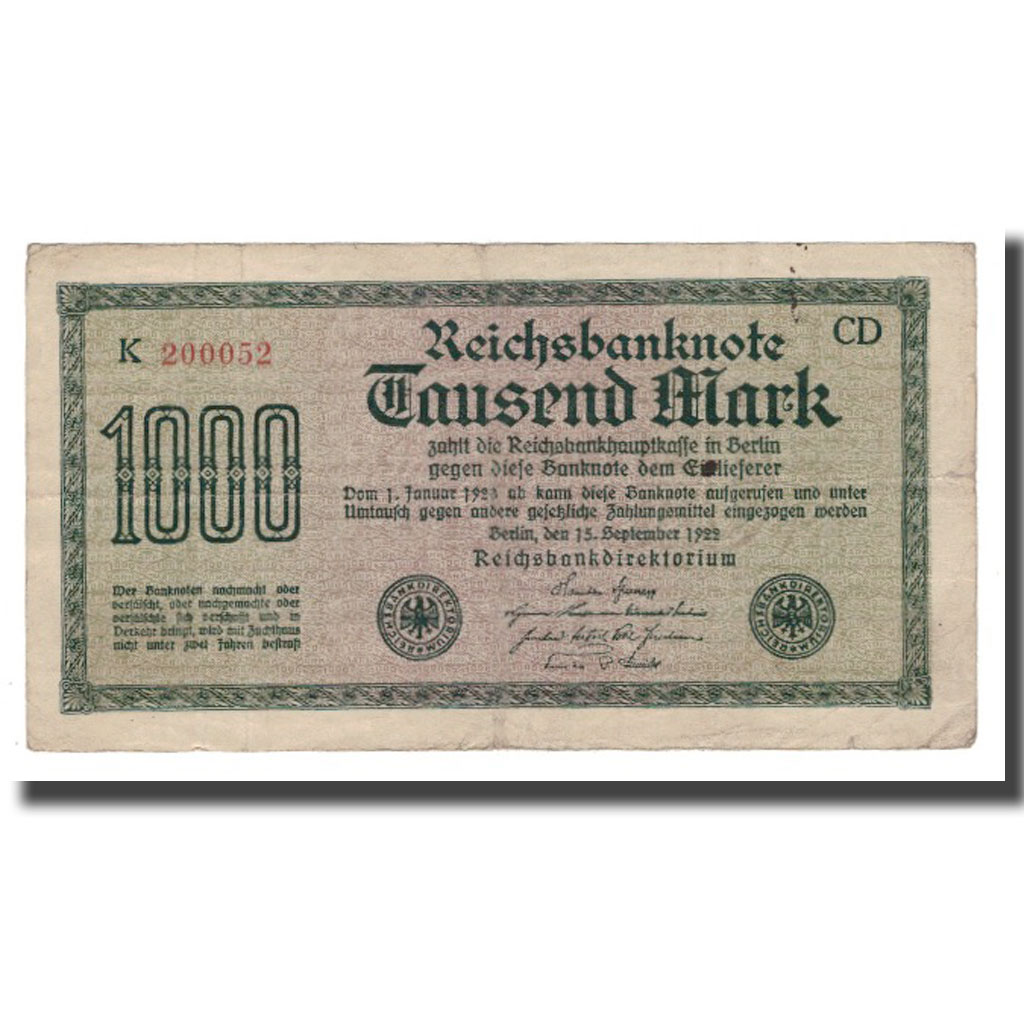 K 200052
CD
Reichsbanknote
Tausend Mark
zahlt die Reichsbankhauptkasse in Berlin
gegen diese Banknote dem Einlieferer
Vom 1. Januar 1923 ab kann diese Banknote aufgerufen und unter
Umtausch gegen andere gesetzliche Zahlungsmittel eingezogen werden
Berlin, den 15. September 1922
Reichsbankdirektorium
1000
Wer Banknoten nachmacht oder
verfälscht, oder nachgemachte oder
verfälschte sich verschafft und in
Verkehr bringt, wird mit Zuchthaus
nicht unter zwei Jahren bestraft
REICHSBANKDIREKTORIUM
REICHSBANKDIREKTORIUM